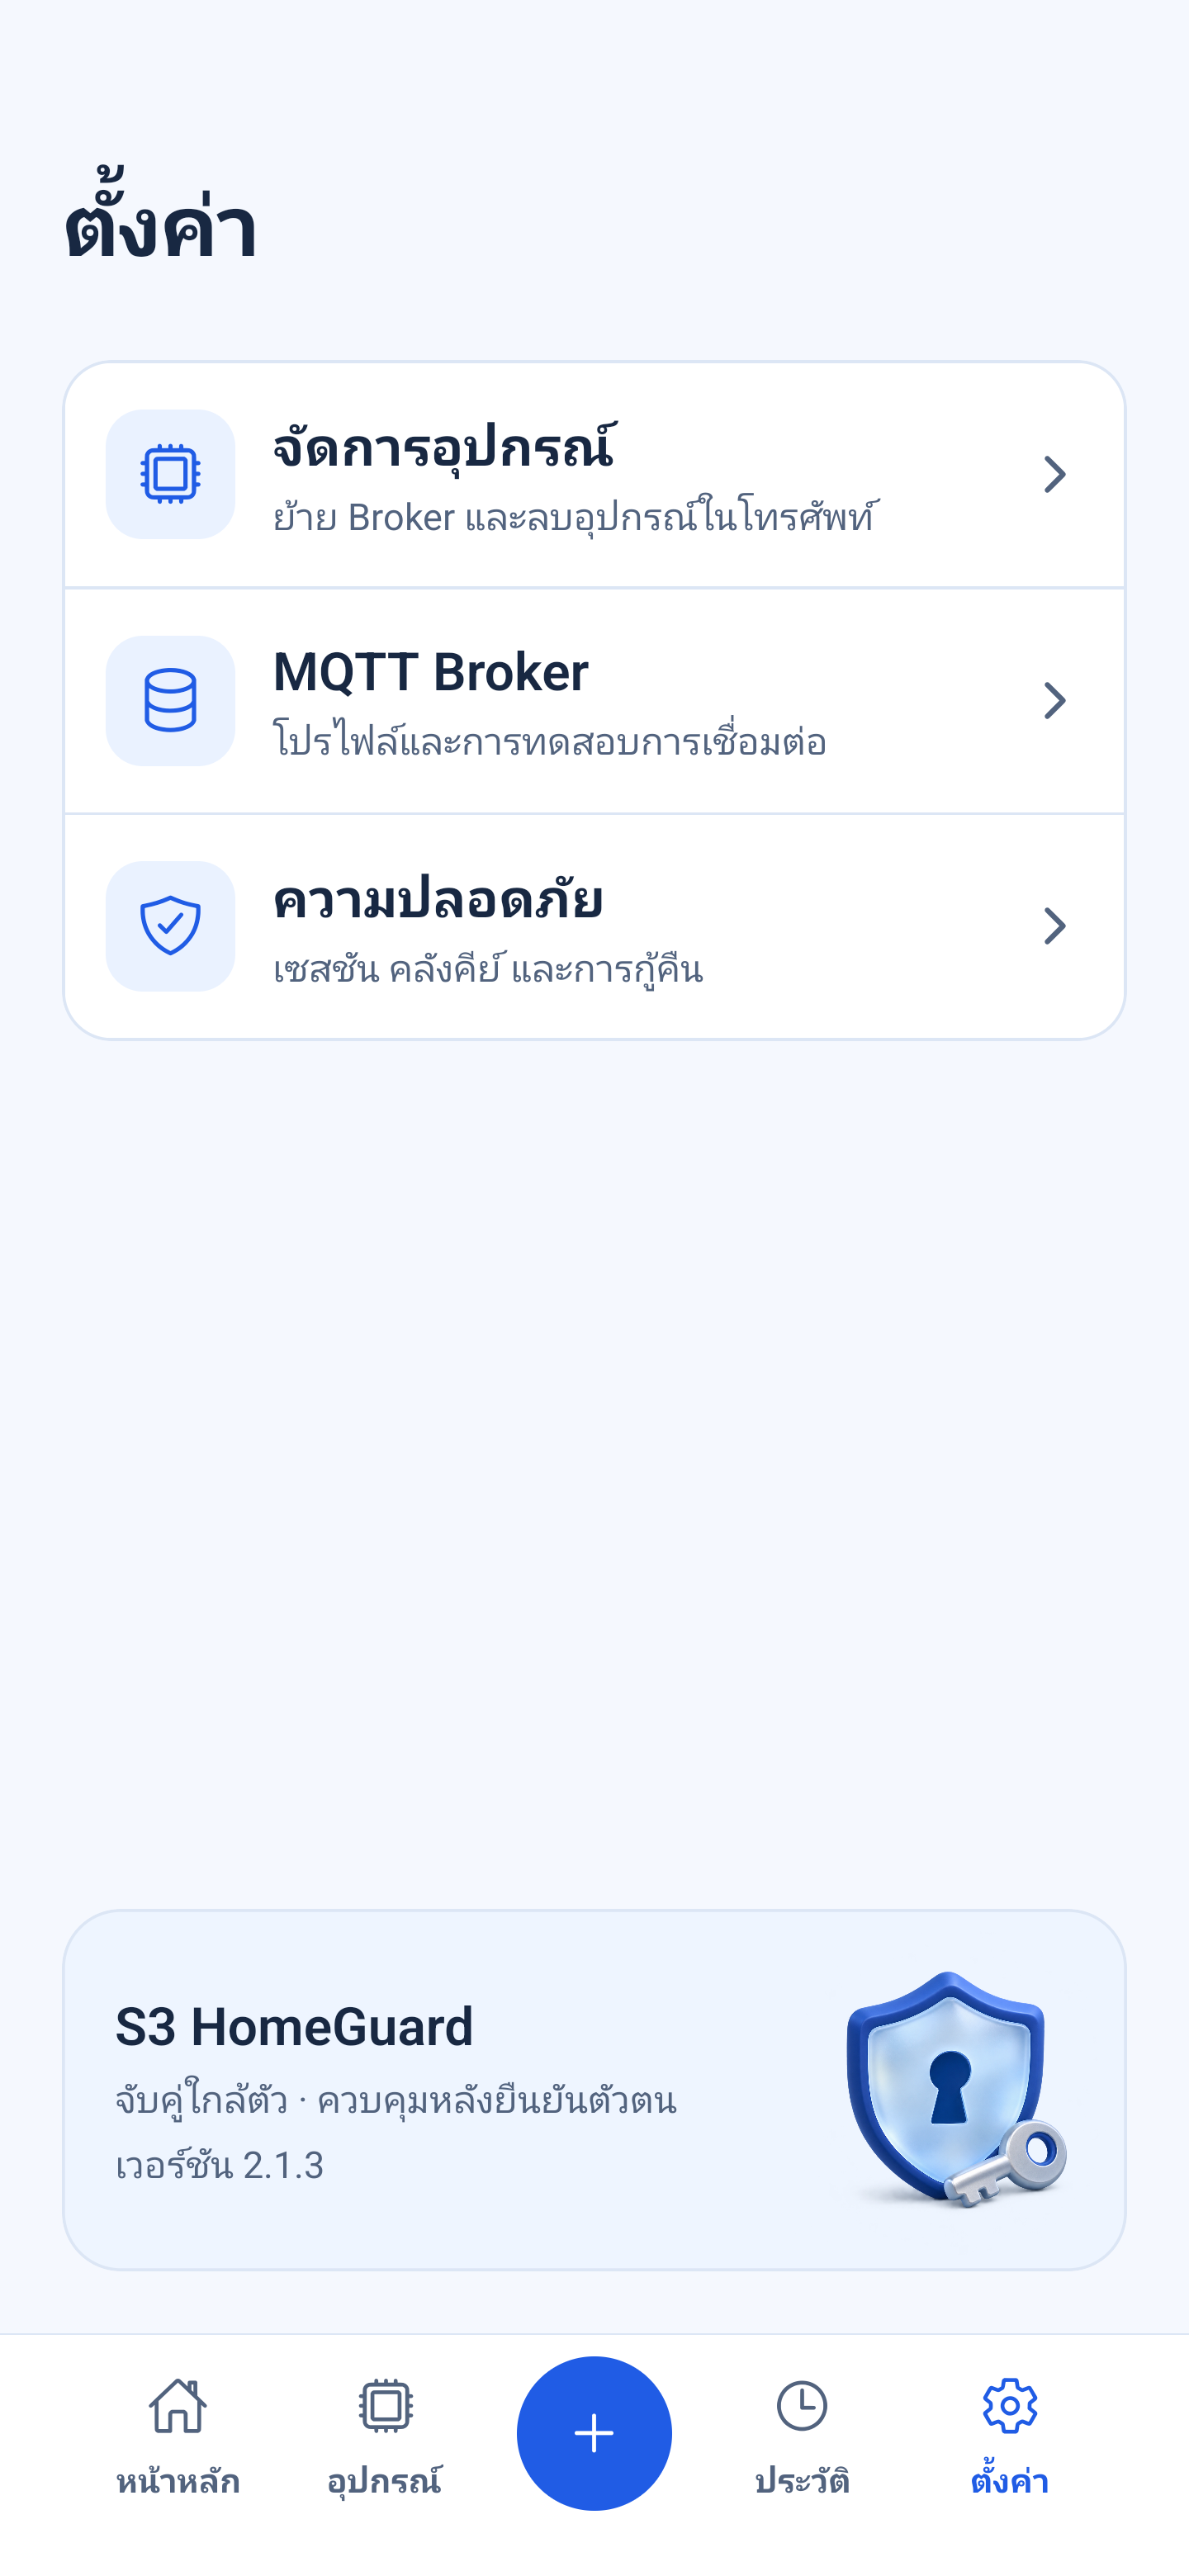 ตั้งค่า
จัดการอุปกรณ์
ย้าย Broker และลบอุปกรณ์ในโทรศัพท์
MQTT Broker
โปรไฟล์และการทดสอบการเชื่อมต่อ
ความปลอดภัย
เซสชัน คลังคีย์ และการกู้คืน
S3 HomeGuard
จับคู่ใกล้ตัว · ควบคุมหลังยืนยันตัวตน
เวอร์ชัน 2.1.3
หน้าหลัก
อุปกรณ์
ประวัติ
ตั้งค่า